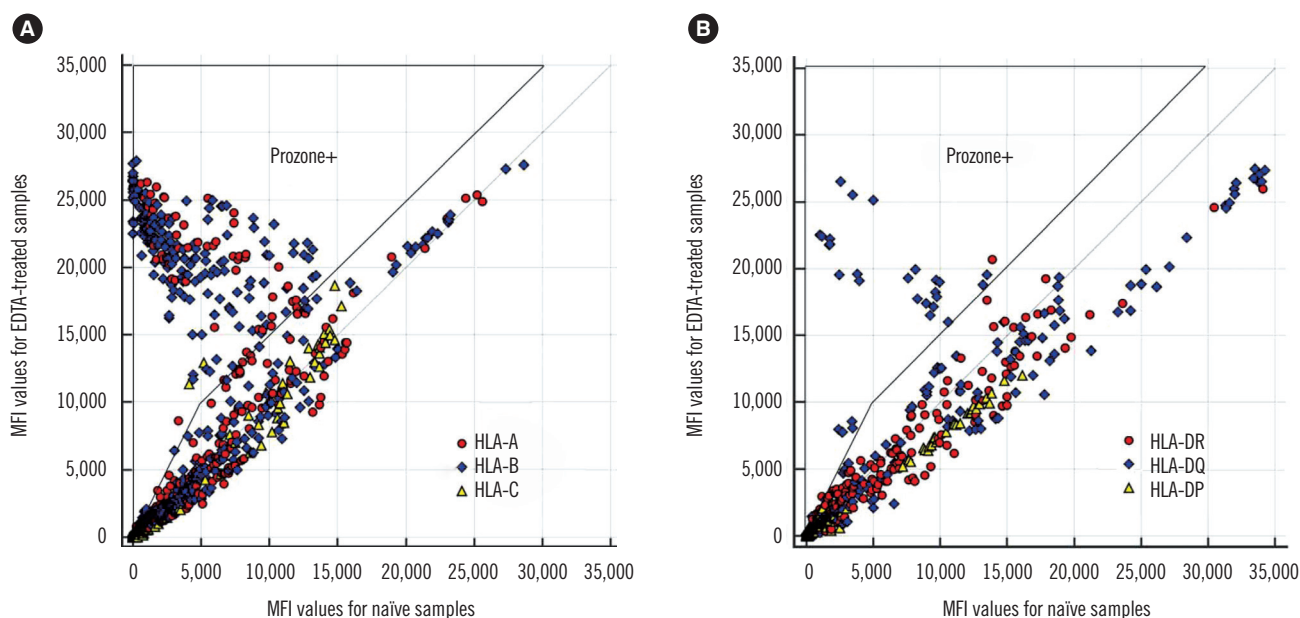 A
35,000
30,000
25,000
20,000
15,000
10,000
5,000
0
MFI values for EDTA-treated samples
Prozone+
HLA-A
HLA-B
HLA-C
0 5,000 10,000 15,000 20,000 25,000 30,000 35,000
MFI values for naïve samples
B
35,000
30,000
25,000
20,000
15,000
10,000
5,000
0
MFI values for EDTA-treated samples
Prozone+
HLA-DR
HLA-DQ
HLA-DP
0 5,000 10,000 15,000 20,000 25,000 30,000 35,000
MFI values for naïve samples